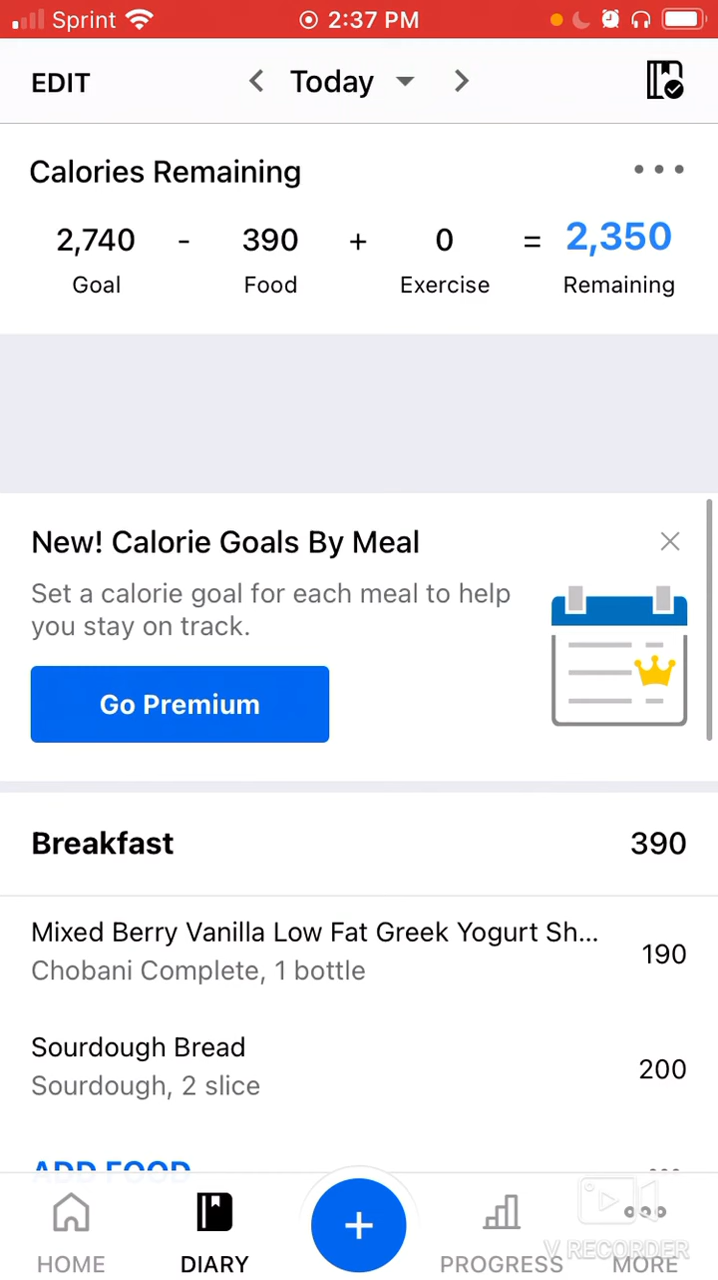 Sprint 2:37 PM
EDIT < Today >
Calories Remaining
2,740 - 390 + 0 = 2,350
Goal Food Exercise Remaining
New! Calorie Goals By Meal
Set a calorie goal for each meal to help
you stay on track.
Go Premium
Breakfast 390
Mixed Berry Vanilla Low Fat Greek Yogurt Sh... 190
Chobani Complete, 1 bottle
Sourdough Bread 200
Sourdough, 2 slice
ADD FOOD
HOME DIARY + PROGRESS MORE
V RECORDER